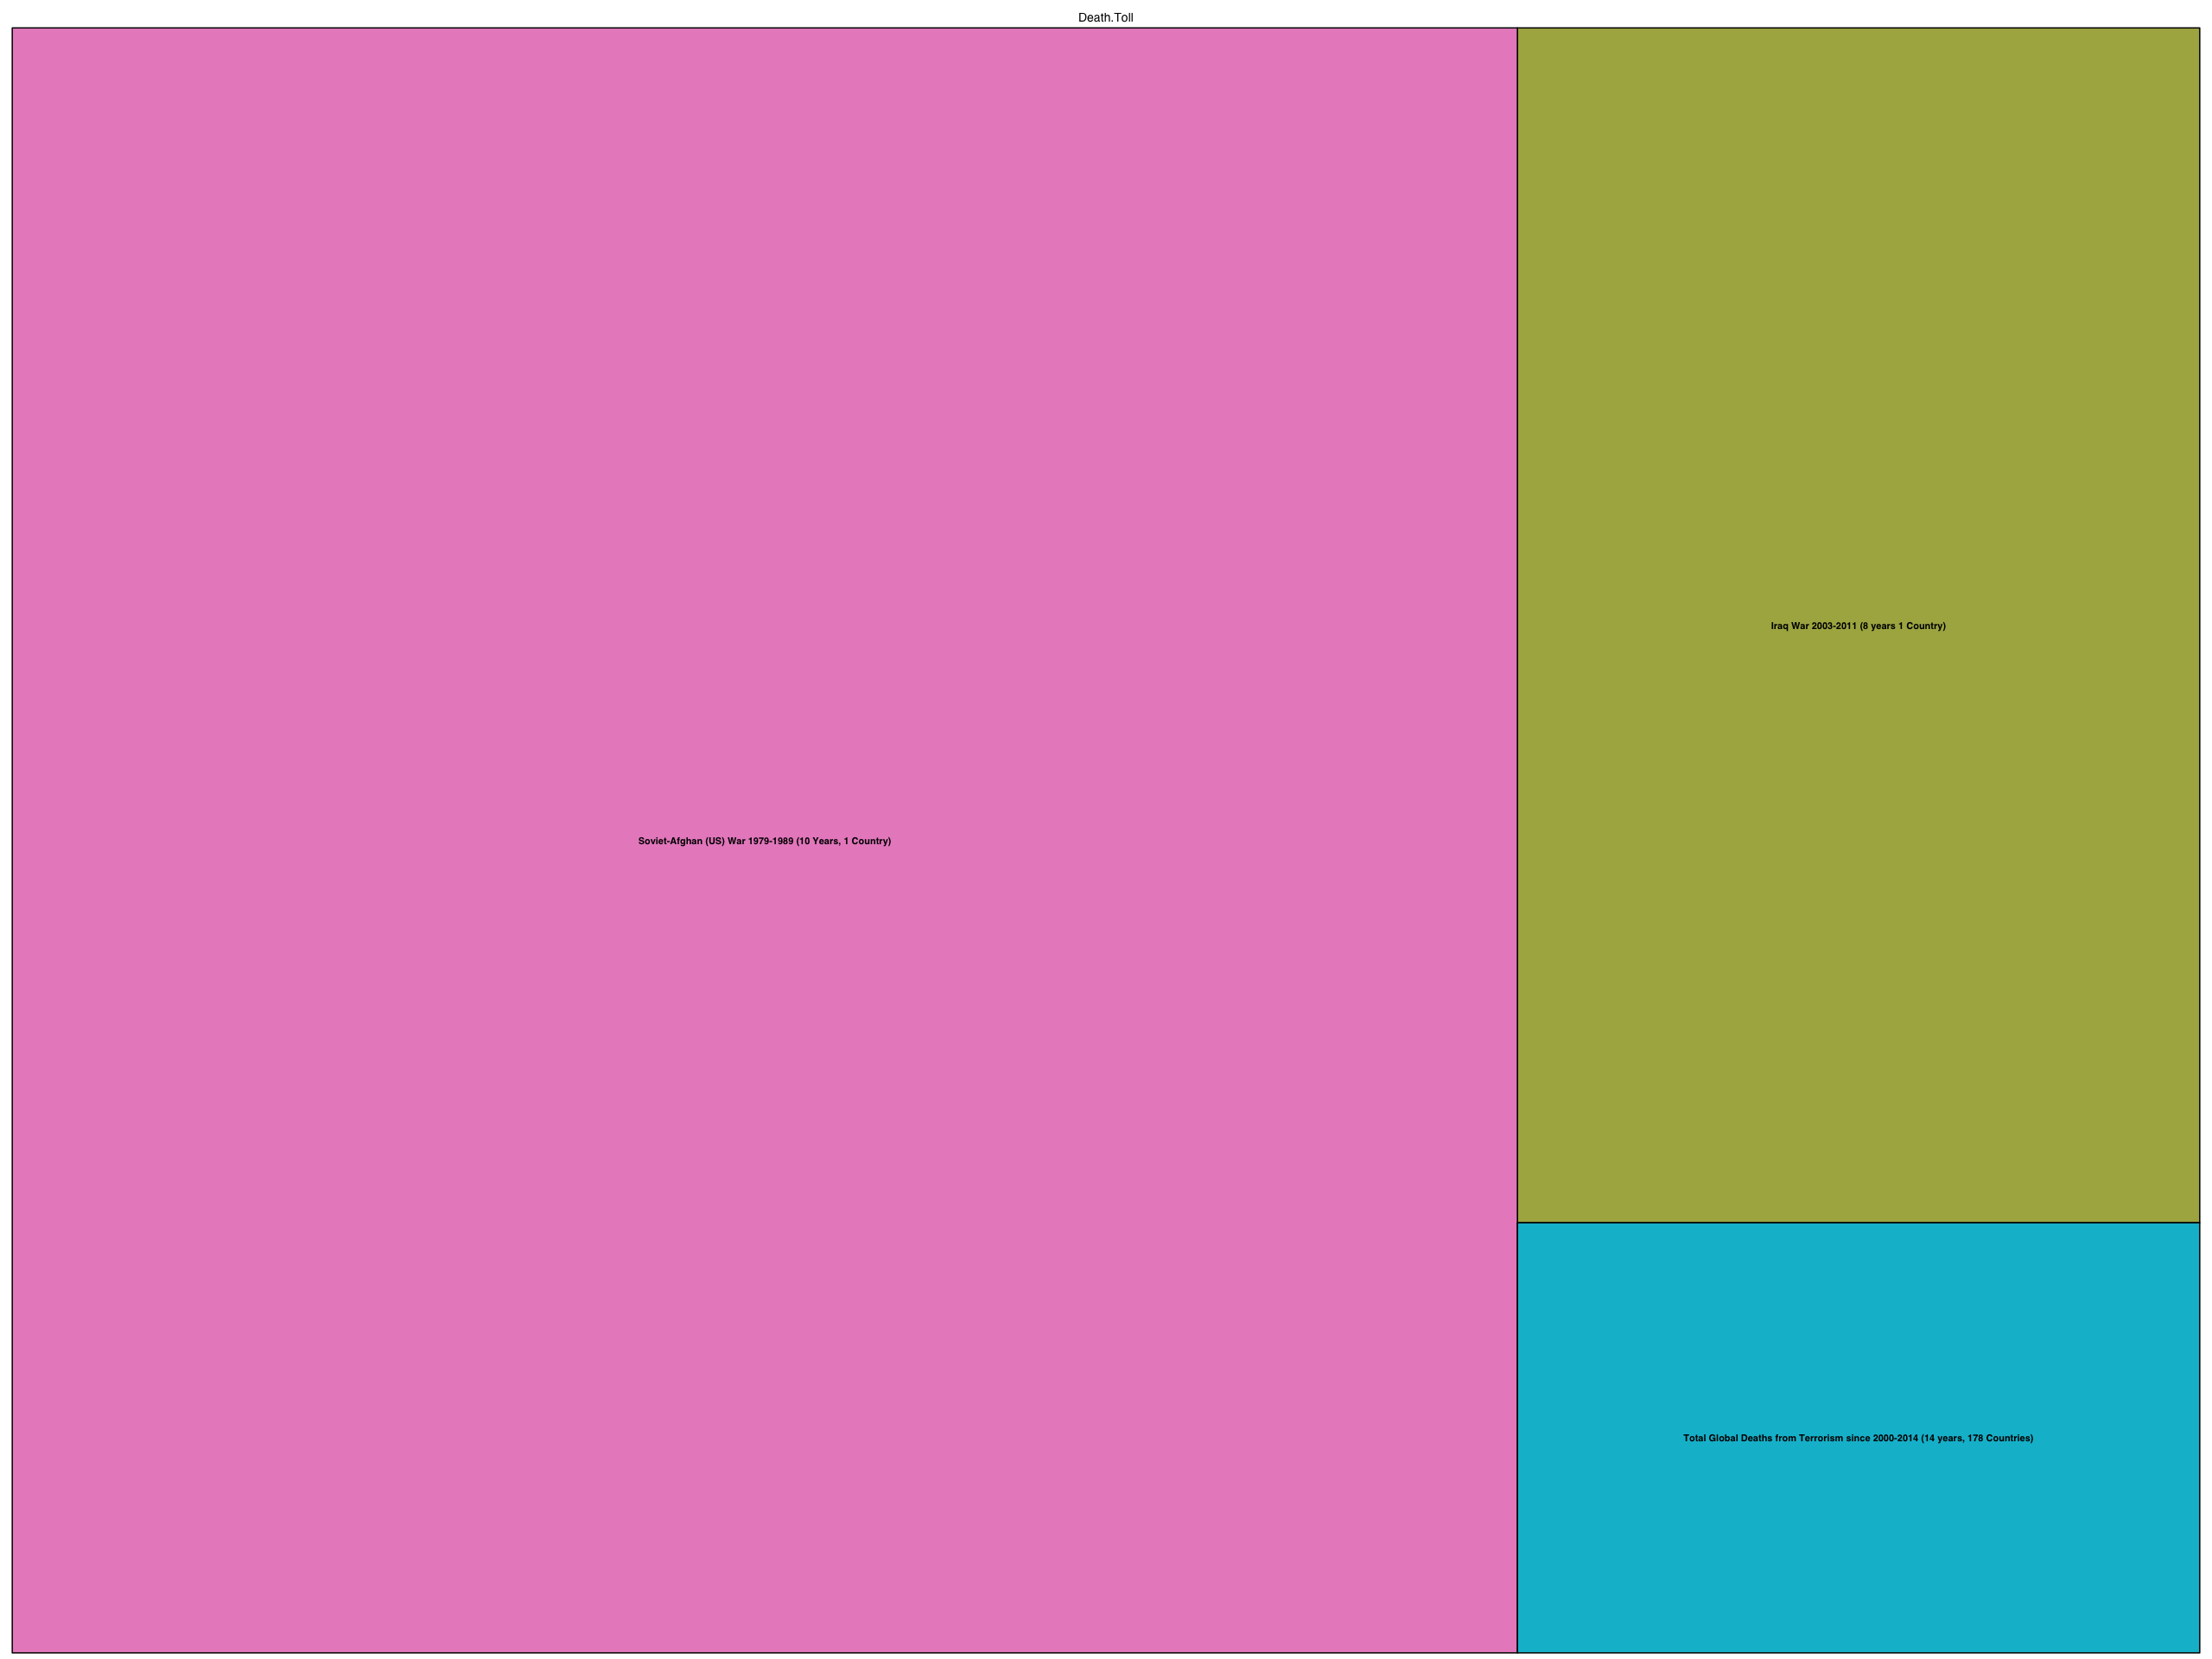 Death.Toll
Soviet-Afghan (US) War 1979-1989 (10 Years, 1 Country)
Iraq War 2003-2011 (8 years 1 Country)
Total Global Deaths from Terrorism since 2000-2014 (14 years, 178 Countries)